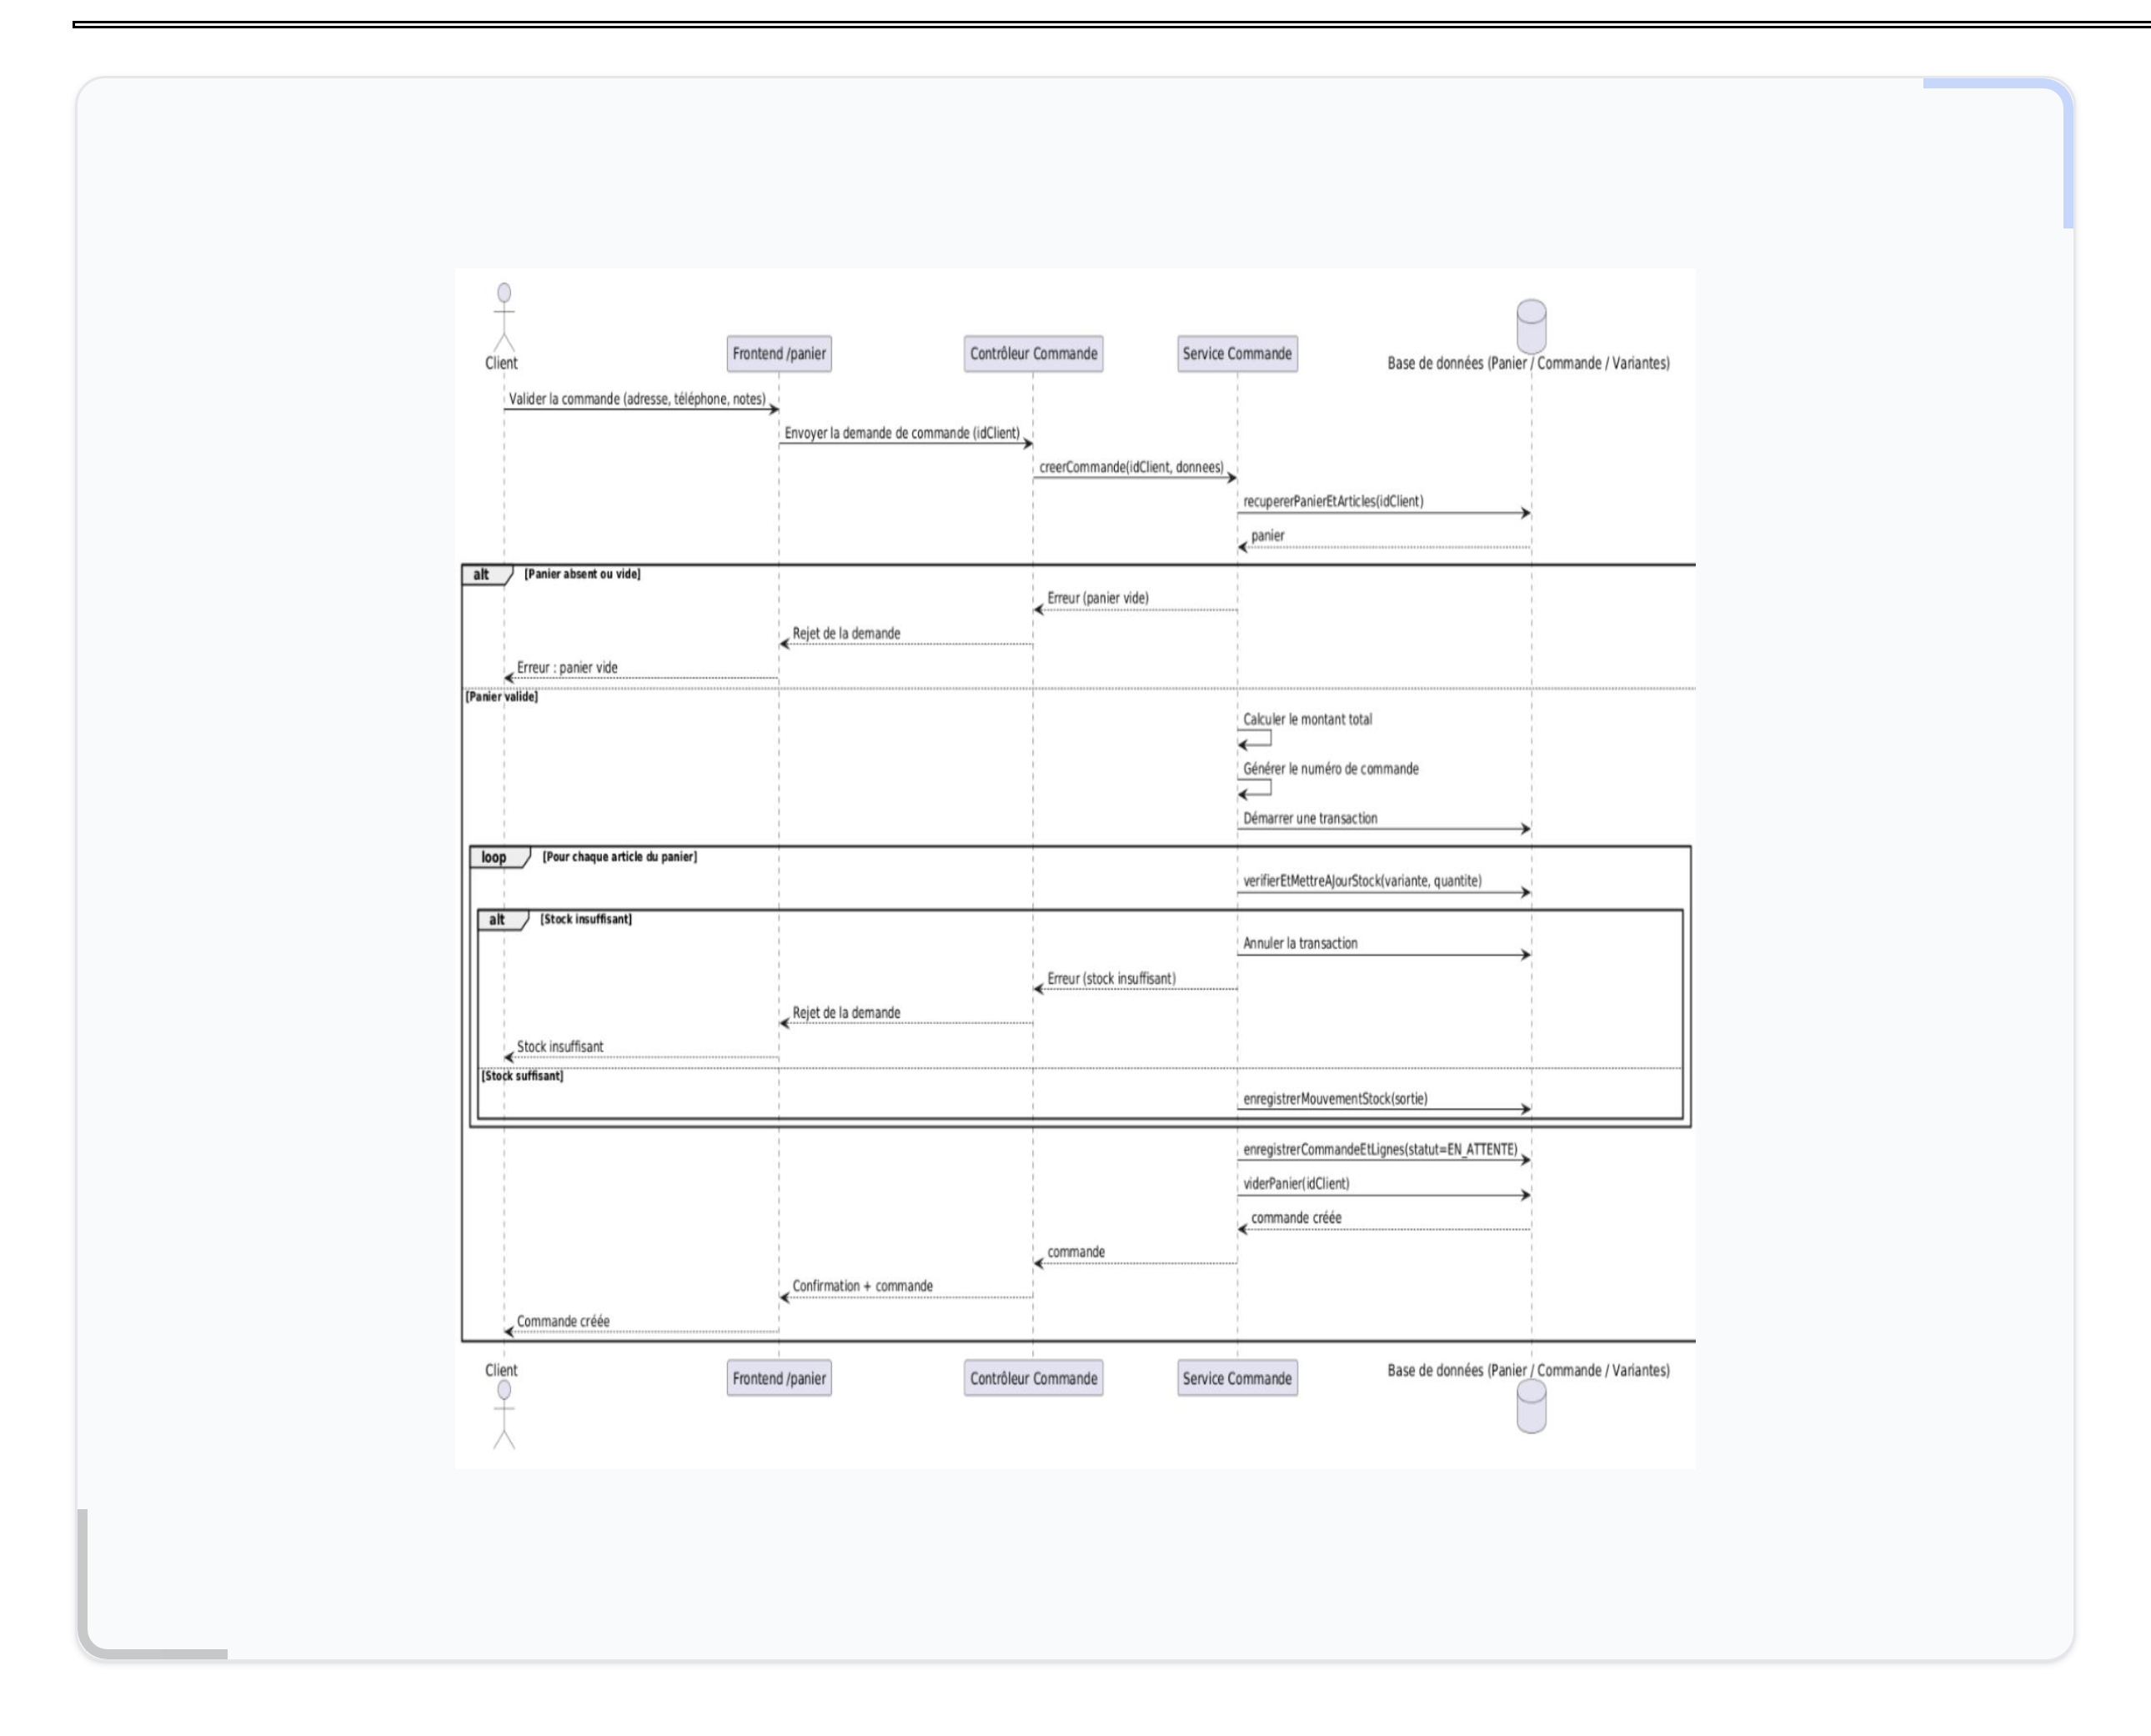 Client
Frontend /panier
Contrôleur Commande
Service Commande
Base de données (Panier / Commande / Variantes)
Valider la commande (adresse, téléphone, notes)
Envoyer la demande de commande (idClient)
creerCommande(idClient, donnees)
recupererPanierEtArticles(idClient)
panier
alt [Panier absent ou vide]
Erreur (panier vide)
Rejet de la demande
Erreur : panier vide
[Panier valide]
Calculer le montant total
Générer le numéro de commande
Démarrer une transaction
loop [Pour chaque article du panier]
verifierEtMettreAJourStock(variante, quantite)
alt [Stock insuffisant]
Annuler la transaction
Erreur (stock insuffisant)
Rejet de la demande
Stock insuffisant
[Stock suffisant]
enregistrerMouvementStock(sortie)
enregistrerCommandeEtLignes(statut=EN_ATTENTE)
viderPanier(idClient)
commande créée
commande
Confirmation + commande
Commande créée
Client
Frontend /panier
Contrôleur Commande
Service Commande
Base de données (Panier / Commande / Variantes)